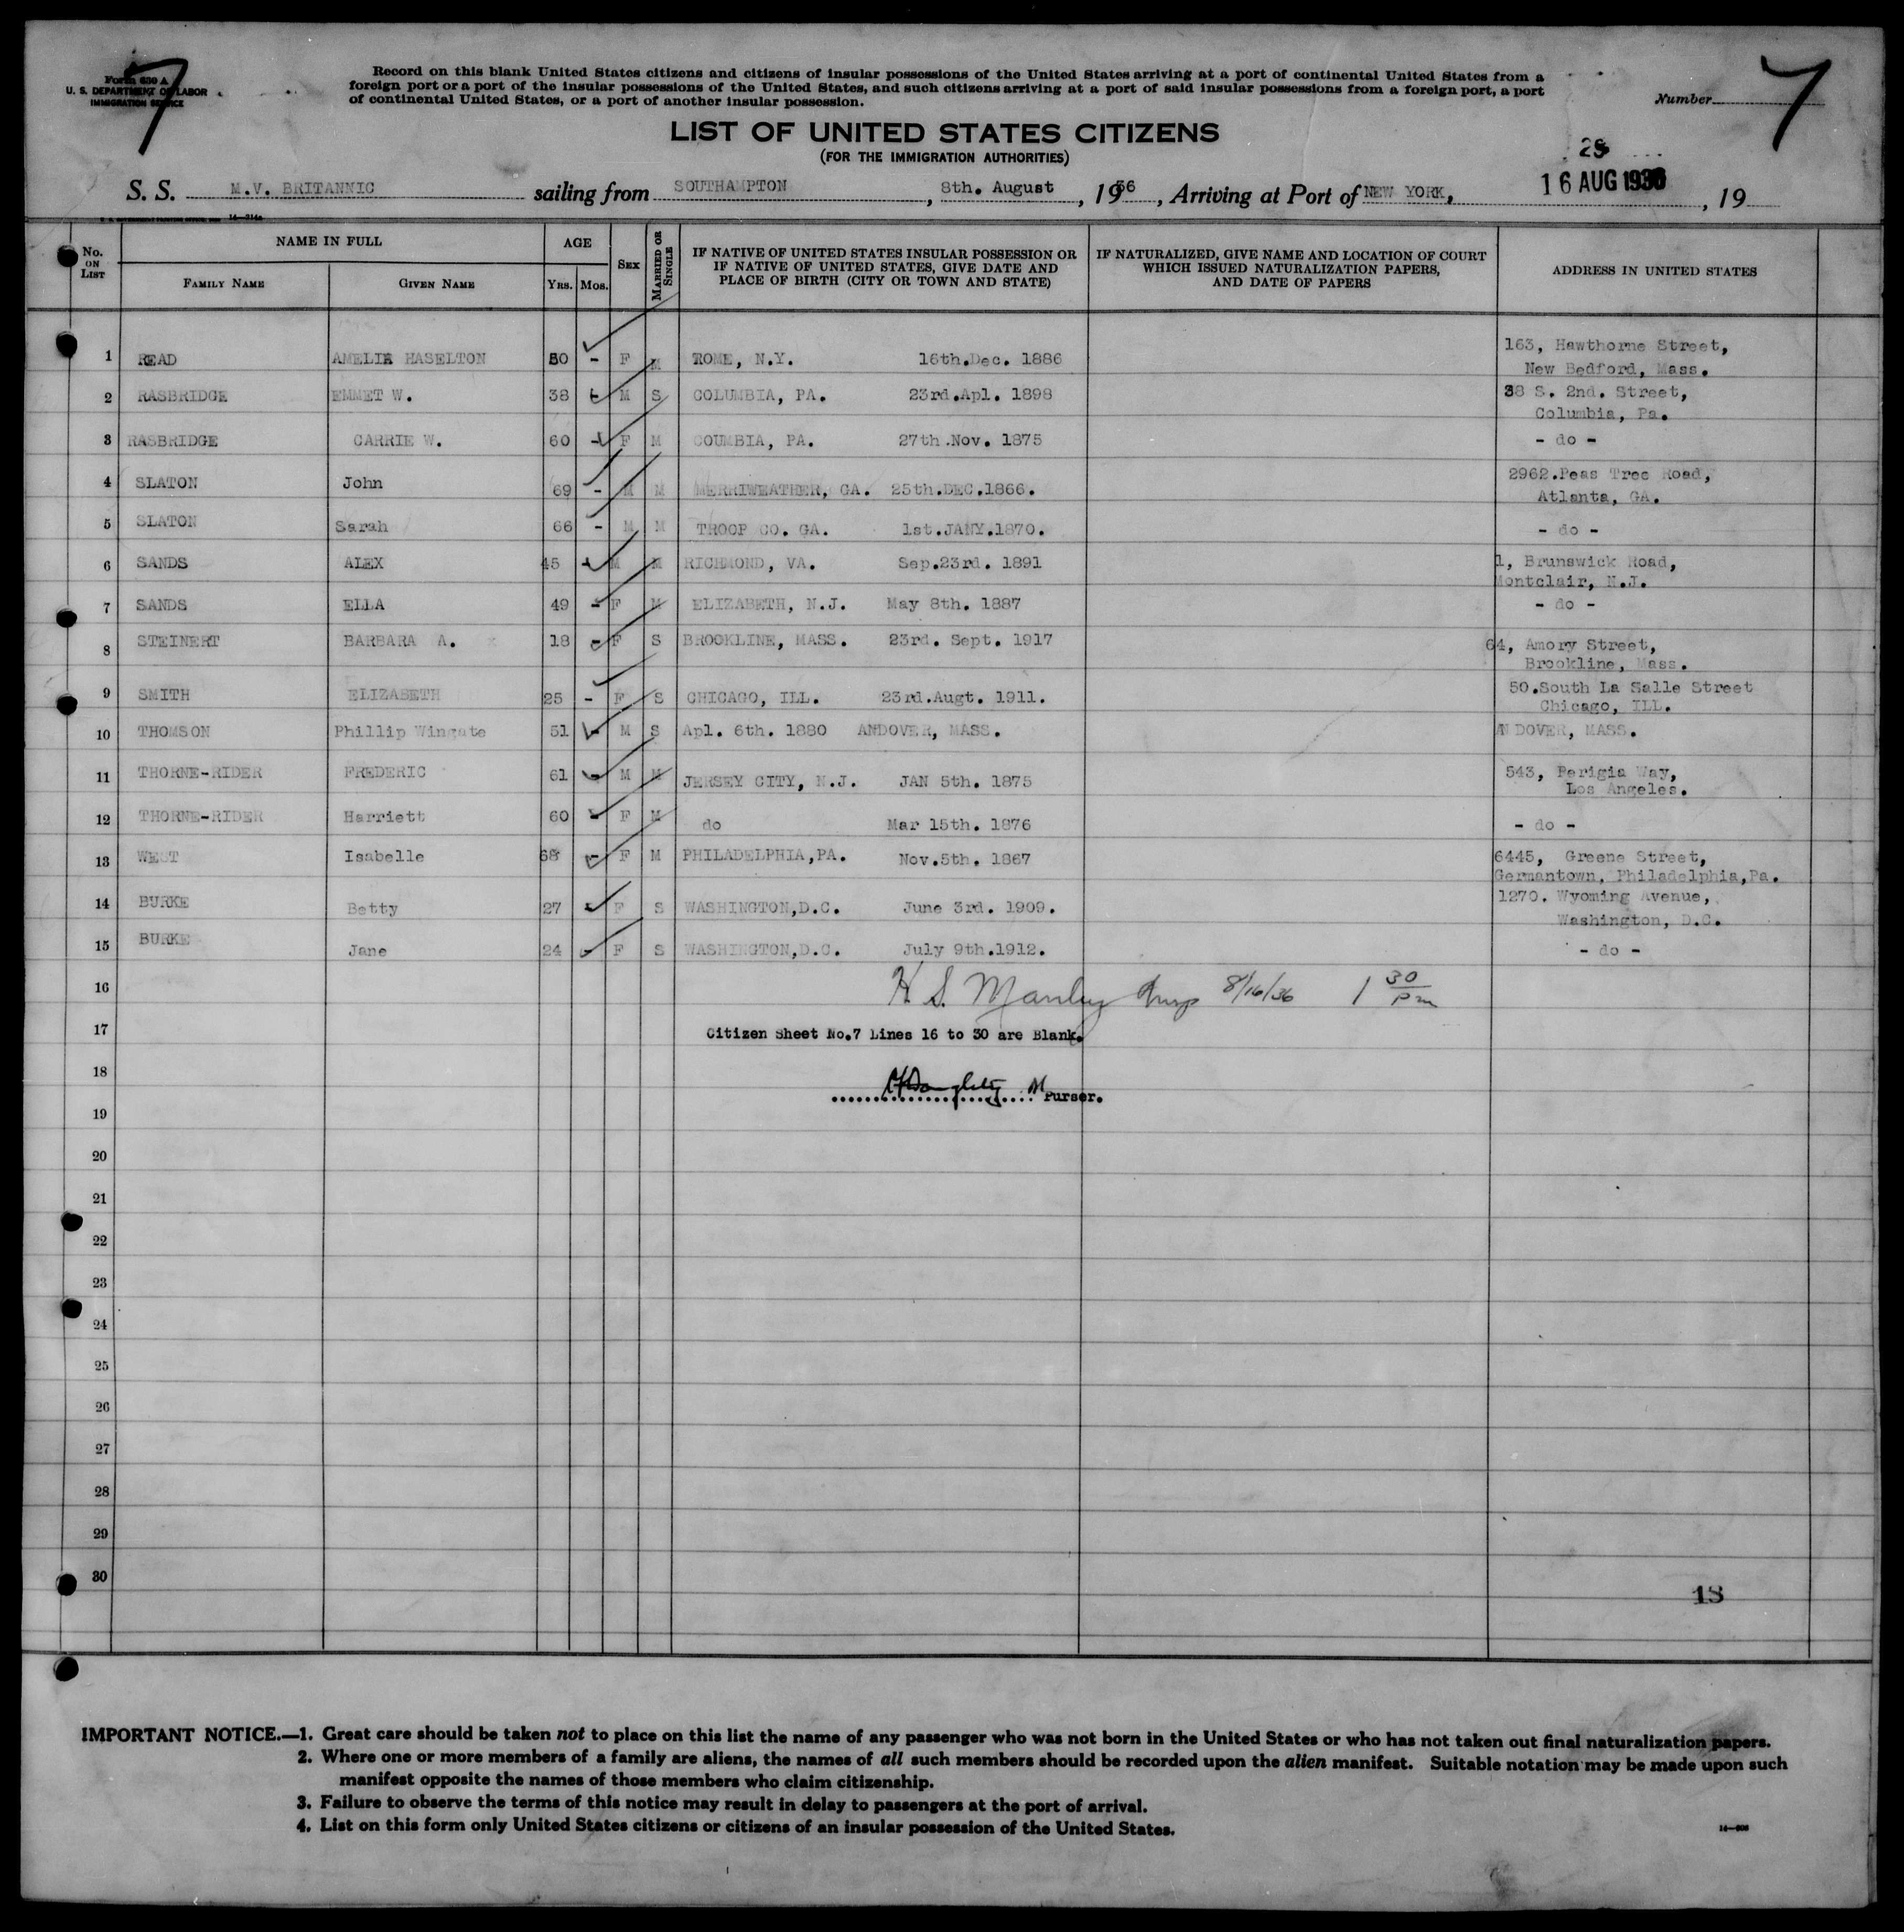 7
Form 630 A
U. S. DEPARTMENT OF LABOR
IMMIGRATION SERVICE
Record on this blank United States citizens and citizens of insular possessions of the United States arriving at a port of continental United States from a
foreign port or a port of the insular possessions of the United States, and such citizens arriving at a port of said insular possessions from a foreign port, a port
of continental United States, or a port of another insular possession.
Number 7
LIST OF UNITED STATES CITIZENS
(FOR THE IMMIGRATION AUTHORITIES)
S. S. M.V. BRITANNIC sailing from SOUTHAMPTON, 8th. August, 1936, Arriving at Port of NEW YORK, 16 AUG 1936, 19
No. ON LIST
NAME IN FULL
FAMILY NAME
GIVEN NAME
AGE
YRS.
MOS.
SEX
MARRIED OR SINGLE
IF NATIVE OF UNITED STATES INSULAR POSSESSION OR
IF NATIVE OF UNITED STATES, GIVE DATE AND
PLACE OF BIRTH (CITY OR TOWN AND STATE)
IF NATURALIZED, GIVE NAME AND LOCATION OF COURT
WHICH ISSUED NATURALIZATION PAPERS,
AND DATE OF PAPERS
ADDRESS IN UNITED STATES
1 READ AMELIA HASELTON 50 - F M ROME, N.Y. 16th.Dec. 1886 163, Hawthorne Street,
New Bedford, Mass.
2 RASBRIDGE EMMET W. 38 - M S COLUMBIA, PA. 23rd.Apl. 1898 38 S. 2nd. Street,
Columbia, Pa.
3 RASBRIDGE CARRIE W. 60 - F M COUMBIA, PA. 27th.Nov. 1875 - do -
4 SLATON John 69 - M M MERRIWEATHER, GA. 25th.DEC.1866. 2962.Peas Tree Road,
Atlanta, GA.
5 SLATON Sarah 66 - M M TROOP CO. GA. 1st.JANY.1870. - do -
6 SANDS ALEX 45 - M M RICHMOND, VA. Sep.23rd. 1891 1, Brunswick Road,
Montclair, N.J.
7 SANDS ELLA 49 - F M ELIZABETH, N.J. May 8th. 1887 - do -
8 STEINERT BARBARA A. 18 - F S BROOKLINE, MASS. 23rd. Sept. 1917 64, Amory Street,
Brookline, Mass.
9 SMITH ELIZABETH 25 - F S CHICAGO, ILL. 23rd.Augt. 1911. 50.South La Salle Street
Chicago, ILL.
10 THOMSON Phillip Wingate 51 - M S Apl. 6th. 1880 ANDOVER, MASS. ANDOVER, MASS.
11 THORNE-RIDER FREDERIC 61 - M M JERSEY CITY, N.J. JAN 5th. 1875 543, Perigia Way,
Los Angeles.
12 THORNE-RIDER Harriett 60 - F M do Mar 15th. 1876 - do -
13 WEST Isabelle 68 - F M PHILADELPHIA,PA. Nov.5th. 1867 6445, Greene Street,
Germantown, Philadelphia,Pa.
14 BURKE Betty 27 - F S WASHINGTON,D.C. June 3rd. 1909. 1270. Wyoming Avenue,
Washington, D.C.
15 BURKE Jane 24 - F S WASHINGTON,D.C. July 9th.1912. - do -
16 H. S. Manley Insp 8/16/36 1 30 pm
17 Citizen Sheet No.7 Lines 16 to 30 are Blank.
18
Purser.
19
20
21
22
23
24
25
26
27
28
29
30
18
IMPORTANT NOTICE.—1. Great care should be taken not to place on this list the name of any passenger who was not born in the United States or who has not taken out final naturalization papers.
2. Where one or more members of a family are aliens, the names of all such members should be recorded upon the alien manifest. Suitable notation may be made upon such
manifest opposite the names of those members who claim citizenship.
3. Failure to observe the terms of this notice may result in delay to passengers at the port of arrival.
4. List on this form only United States citizens or citizens of an insular possession of the United States.